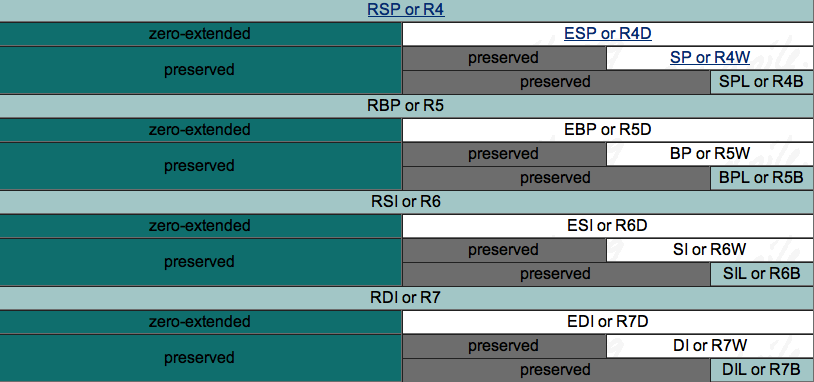 RSP or R4
zero-extended ESP or R4D
preserved preserved SP or R4W
preserved SPL or R4B
RBP or R5
zero-extended EBP or R5D
preserved preserved BP or R5W
preserved BPL or R5B
RSI or R6
zero-extended ESI or R6D
preserved preserved SI or R6W
preserved SIL or R6B
RDI or R7
zero-extended EDI or R7D
preserved preserved DI or R7W
preserved DIL or R7B